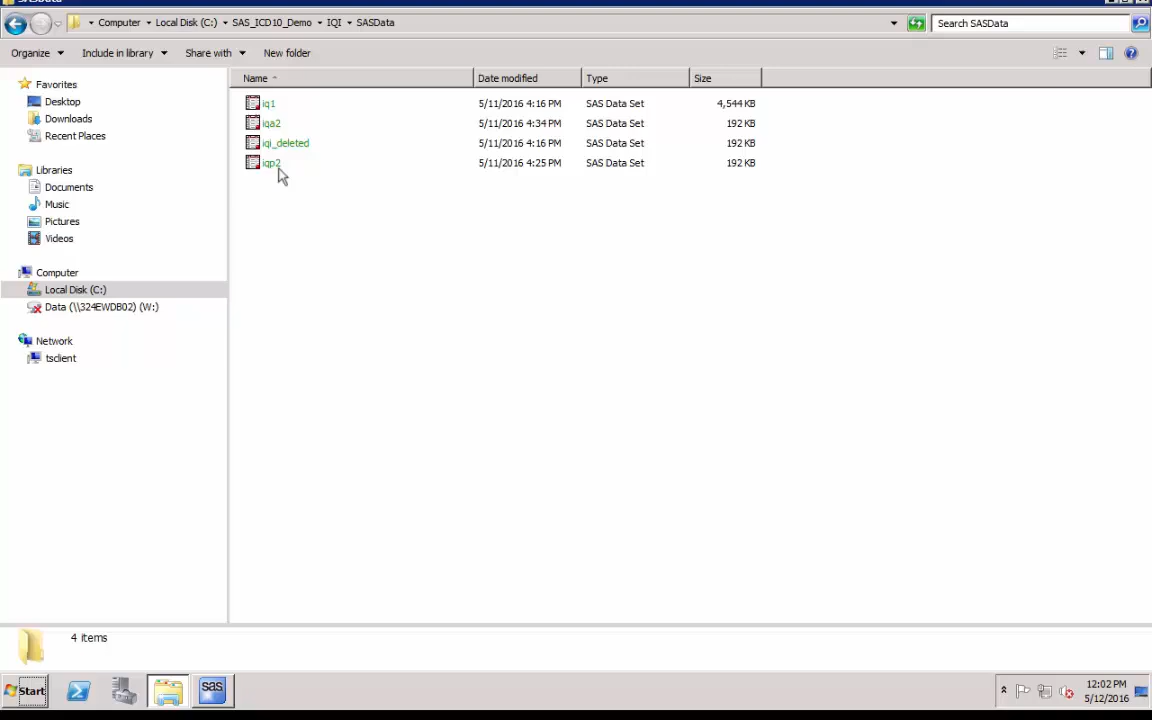 SASData
Computer Local Disk (C:) SAS_ICD10_Demo IQI SASData Search SASData
Organize Include in library Share with New folder
Name Date modified Type Size
Favorites
Desktop
Downloads
Recent Places
Libraries
Documents
Music
Pictures
Videos
Computer
Local Disk (C:)
Data (\\324EWDB02) (W:)
Network
tsclient
iq1 5/11/2016 4:16 PM SAS Data Set 4,544 KB
iqa2 5/11/2016 4:34 PM SAS Data Set 192 KB
iqi_deleted 5/11/2016 4:16 PM SAS Data Set 192 KB
iqp2 5/11/2016 4:25 PM SAS Data Set 192 KB
4 items
Start sas 12:02 PM
5/12/2016